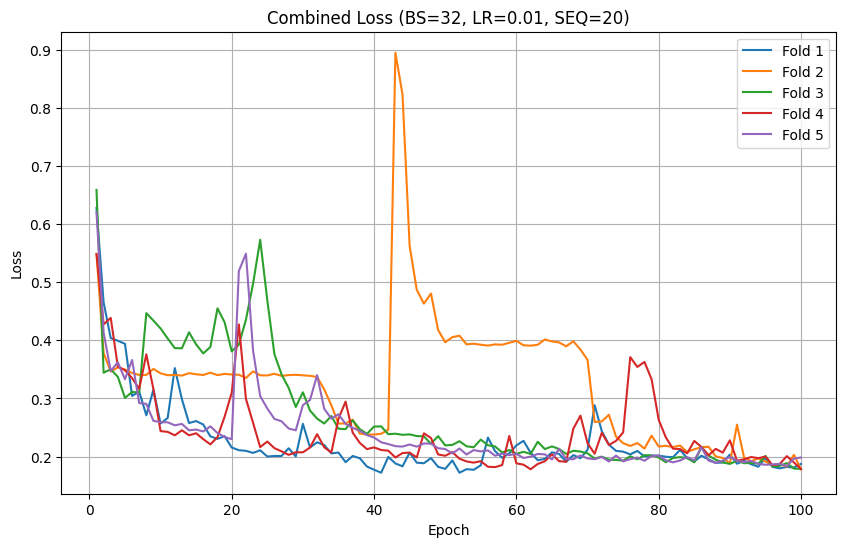 Combined Loss (BS=32, LR=0.01, SEQ=20)
Loss
0.9
0.8
0.7
0.6
0.5
0.4
0.3
0.2
Fold 1
Fold 2
Fold 3
Fold 4
Fold 5
0 20 40 60 80 100
Epoch